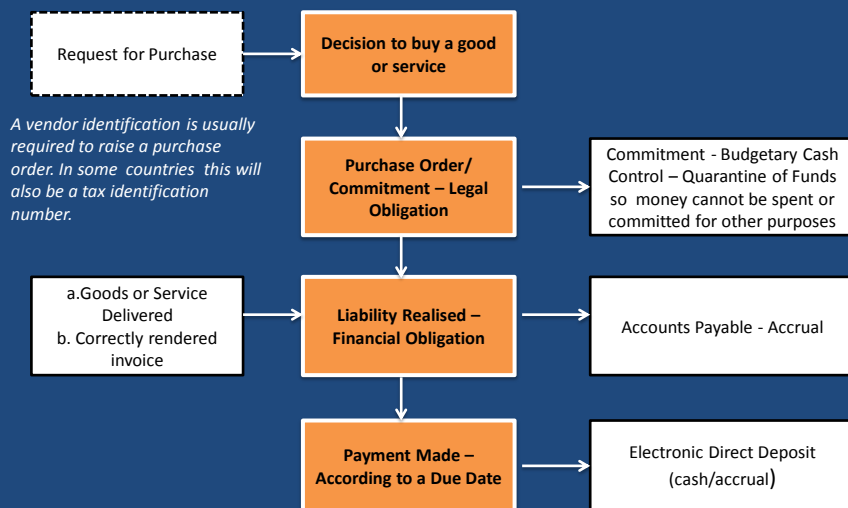 Request for Purchase
Decision to buy a good
or service
A vendor identification is usually
required to raise a purchase
order. In some countries this will
also be a tax identification
number.
Purchase Order/
Commitment – Legal
Obligation
Commitment - Budgetary Cash
Control – Quarantine of Funds
so money cannot be spent or
committed for other purposes
a.Goods or Service
Delivered
b. Correctly rendered
invoice
Liability Realised –
Financial Obligation
Accounts Payable - Accrual
Payment Made –
According to a Due Date
Electronic Direct Deposit
(cash/accrual)